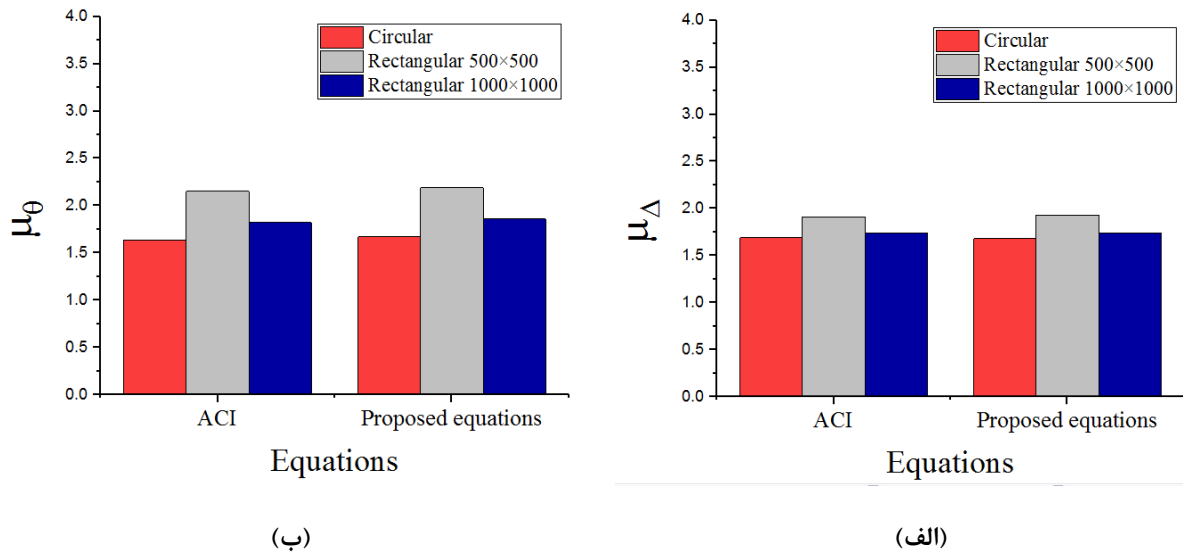 4.0
3.5
3.0
2.5
2.0
1.5
1.0
0.5
0.0
μθ
Circular
Rectangular 500×500
Rectangular 1000×1000
ACI
Proposed equations
Equations
(ب)
4.0
3.5
3.0
2.5
2.0
1.5
1.0
0.5
0.0
μΔ
Circular
Rectangular 500×500
Rectangular 1000×1000
ACI
Proposed equations
Equations
(الف)